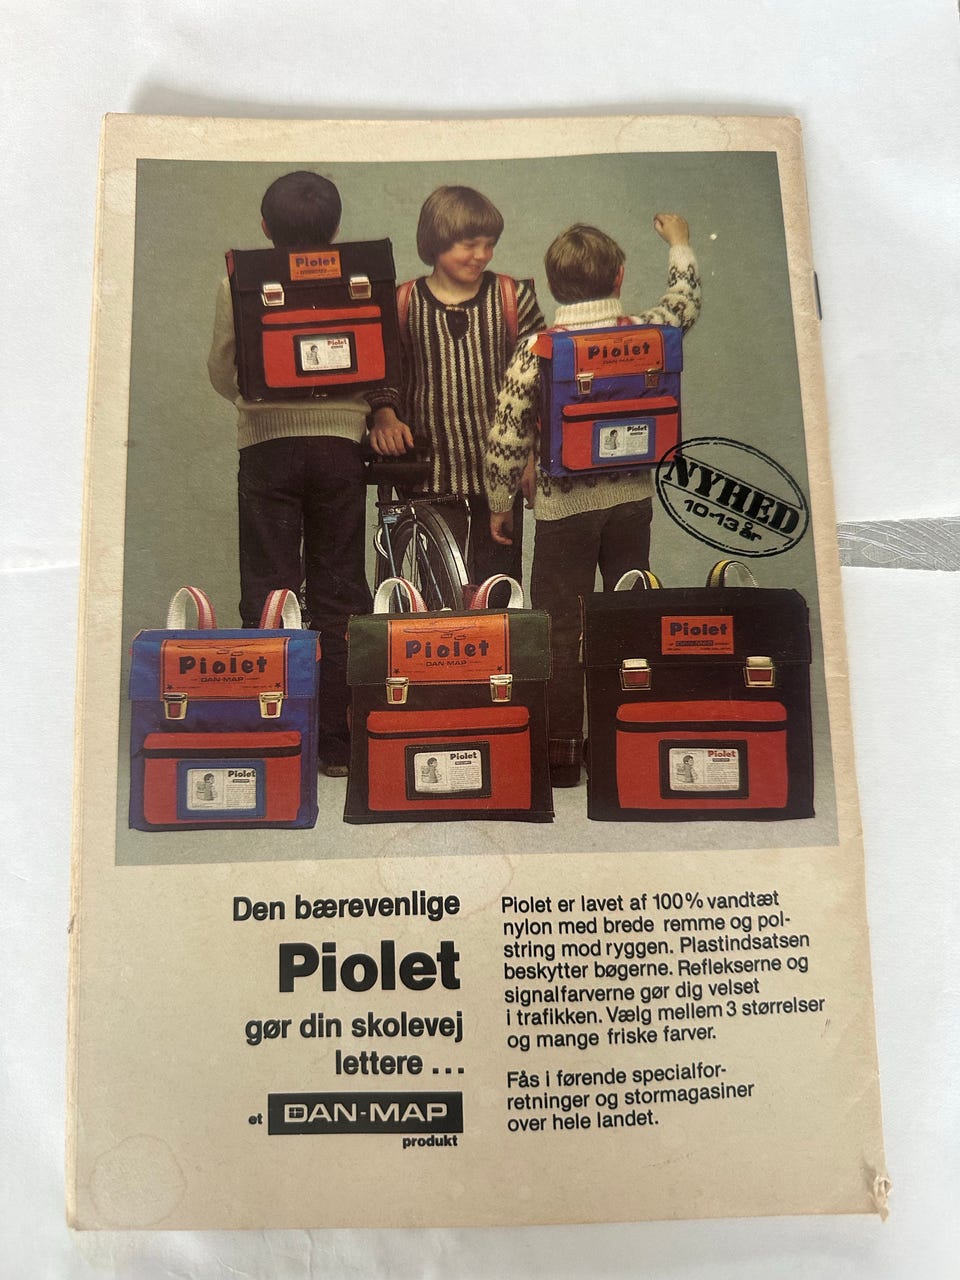 Piolet
Piolet
Piolet
DAN-MAP
Piolet
NYHED
10-13 år
Piolet
DAN-MAP
Piolet
Piolet
DAN-MAP
Piolet
Piolet
DAN-MAP
Piolet
Den bærevenlige
Piolet
gør din skolevej
lettere ...
et DAN-MAP
produkt
Piolet er lavet af 100% vandtæt
nylon med brede remme og pol-
string mod ryggen. Plastindsatsen
beskytter bøgerne. Reflekserne og
signalfarverne gør dig velset
i trafikken. Vælg mellem 3 størrelser
og mange friske farver.
Fås i førende specialfor-
retninger og stormagasiner
over hele landet.